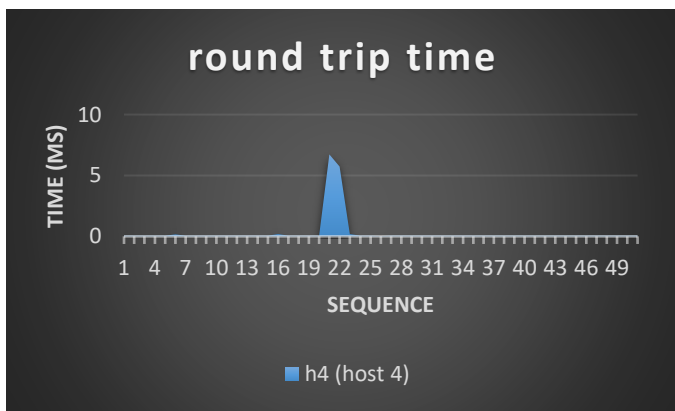 round trip time
10
5
0
TIME (MS)
1 4 7 10 13 16 19 22 25 28 31 34 37 40 43 46 49
SEQUENCE
h4 (host 4)